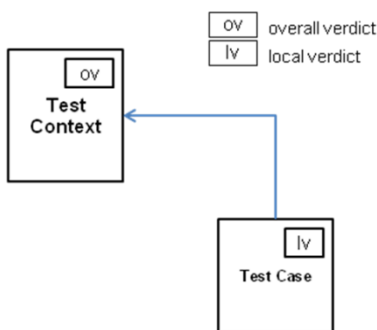 ov overall verdict
lv local verdict
ov
Test
Context
lv
Test Case